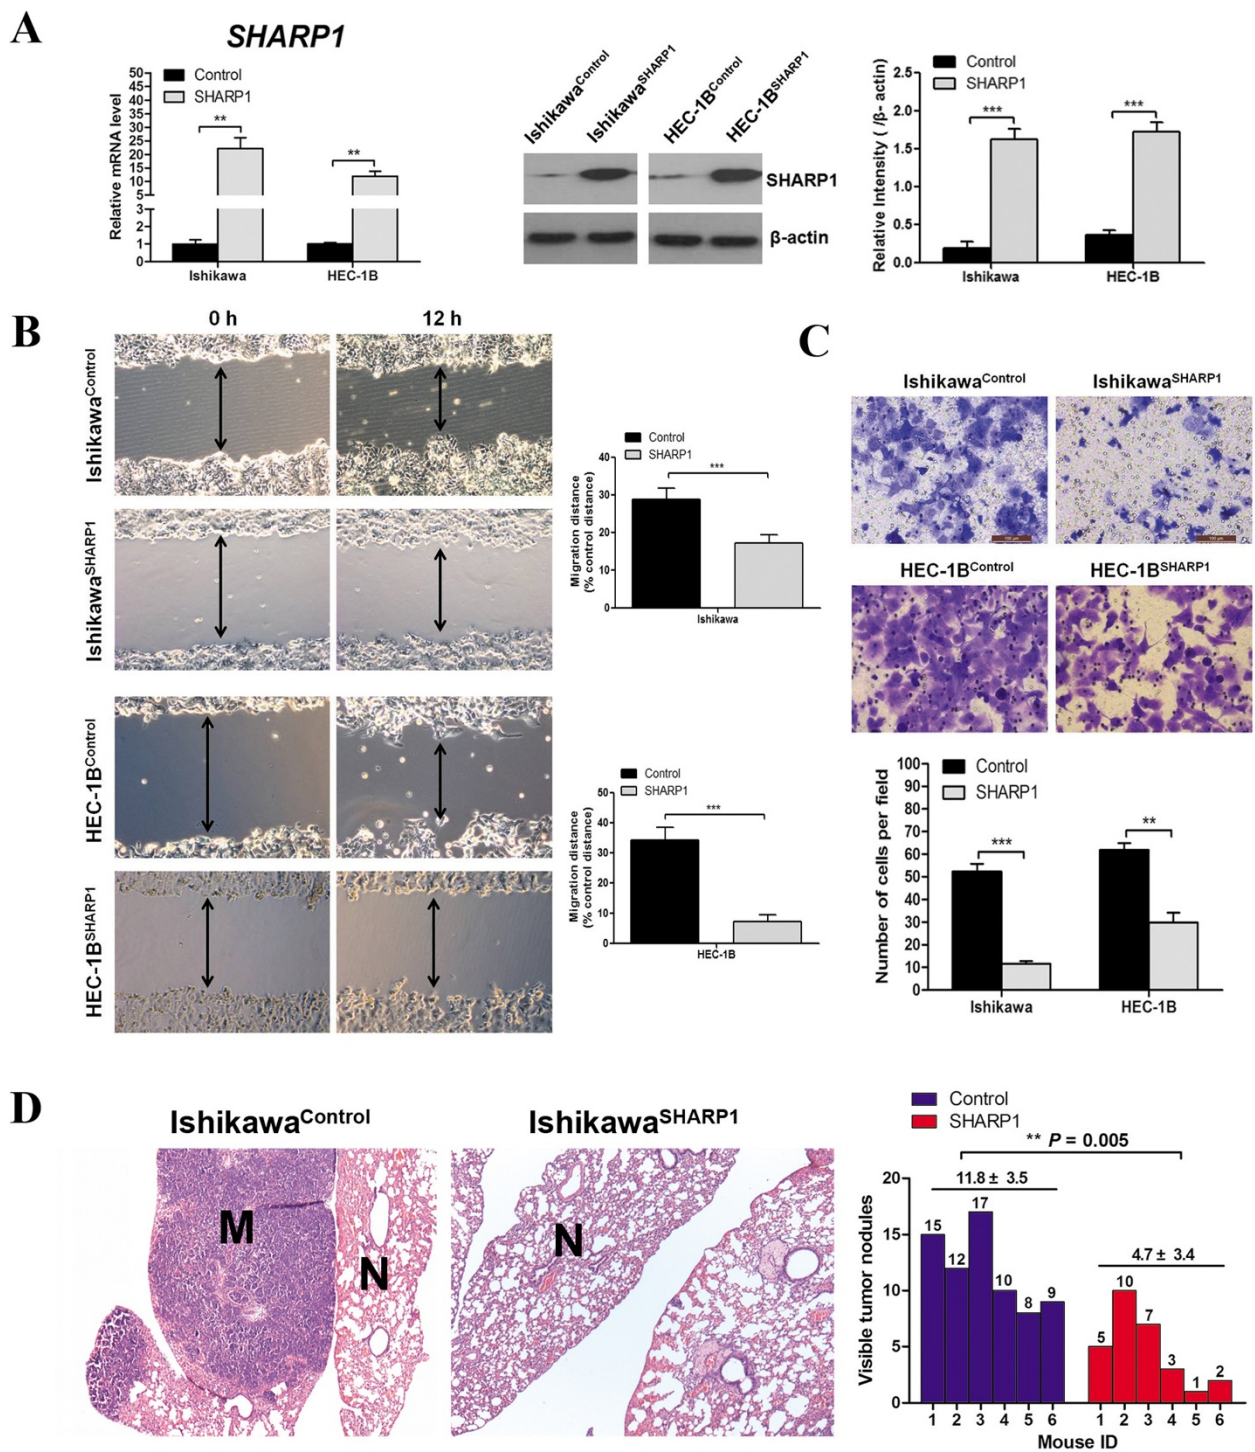 A
SHARP1
Control
SHARP1
Relative mRNA level
50
45
40
35
30
25
20
15
10
5
3
2
1
0
**
**
Ishikawa
HEC-1B
IshikawaControl
IshikawaSHARP1
HEC-1BControl
HEC-1BSHARP1
SHARP1
β-actin
Control
SHARP1
Relative Intensity ( /β- actin)
2.5
2.0
1.5
1.0
0.5
0.0
***
***
Ishikawa
HEC-1B
B
0 h
12 h
IshikawaControl
IshikawaSHARP1
HEC-1BControl
HEC-1BSHARP1
Control
SHARP1
Migration distance
(% control distance)
40
30
20
10
0
***
Ishikawa
Control
SHARP1
Migration distance
(% control distance)
50
40
30
20
10
0
***
HEC-1B
C
IshikawaControl
IshikawaSHARP1
100 µm
100 µm
HEC-1BControl
HEC-1BSHARP1
Control
SHARP1
Number of cells per field
100
90
80
70
60
50
40
30
20
10
0
***
**
Ishikawa
HEC-1B
D
IshikawaControl
IshikawaSHARP1
M
N
N
Control
SHARP1
** P = 0.005
Visible tumor nodules
20
15
10
5
0
11.8 ± 3.5
15
12
17
10
8
9
4.7 ± 3.4
5
10
7
3
1
2
1 2 3 4 5 6
1 2 3 4 5 6
Mouse ID